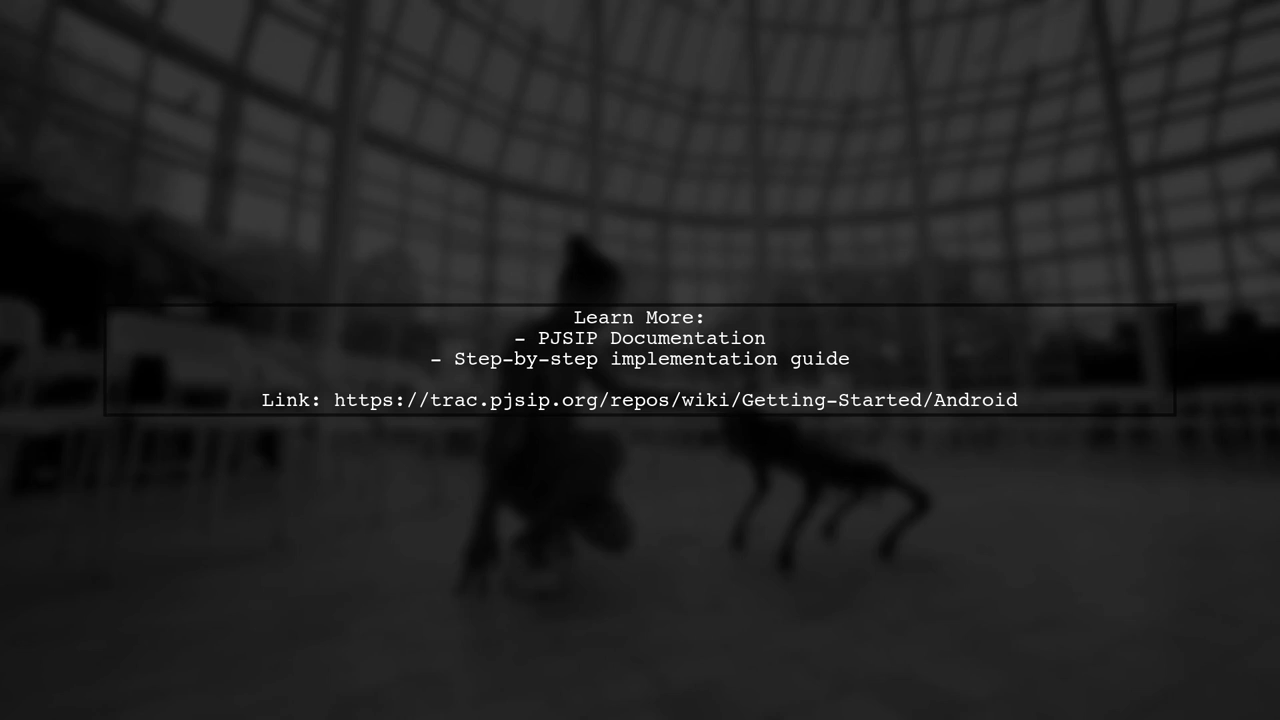 Learn More:
- PJSIP Documentation
- Step-by-step implementation guide
Link: https://trac.pjsip.org/repos/wiki/Getting-Started/Android